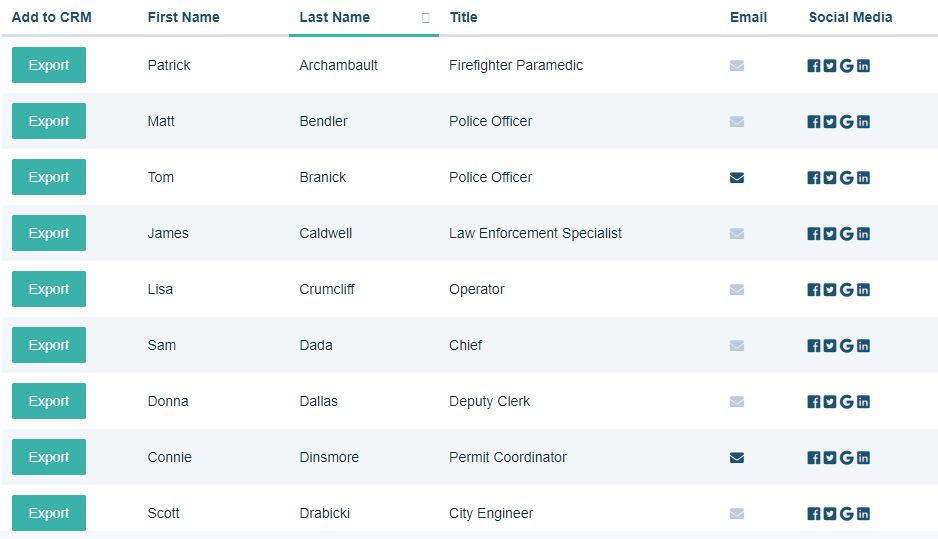 Add to CRM First Name Last Name Title Email Social Media
Export Patrick Archambault Firefighter Paramedic
Export Matt Bendler Police Officer
Export Tom Branick Police Officer
Export James Caldwell Law Enforcement Specialist
Export Lisa Crumcliff Operator
Export Sam Dada Chief
Export Donna Dallas Deputy Clerk
Export Connie Dinsmore Permit Coordinator
Export Scott Drabicki City Engineer